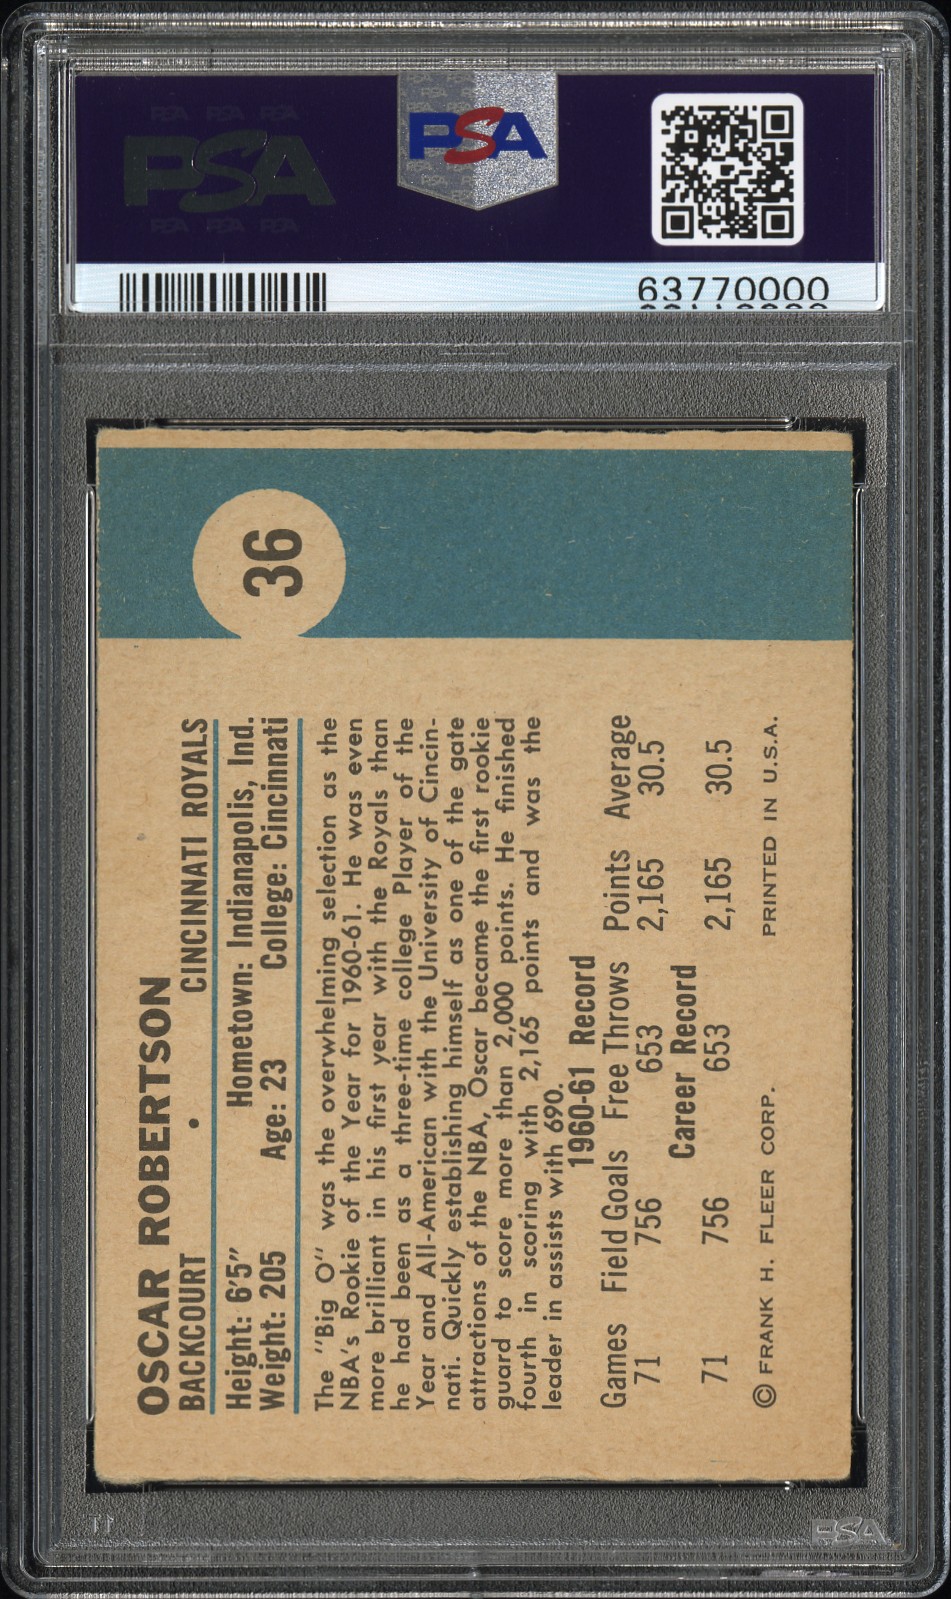 PSA PSA PSA
PSA
PSA PSA PSA
PSA
63770000
36
OSCAR ROBERTSON
BACKCOURT • CINCINNATI ROYALS
Height: 6'5" Hometown: Indianapolis, Ind.
Weight: 205 Age: 23 College: Cincinnati
The "Big O" was the overwhelming selection as the
NBA's Rookie of the Year for 1960-61. He was even
more brilliant in his first year with the Royals than
he had been as a three-time college Player of the
Year and All-American with the University of Cincin-
nati. Quickly establishing himself as one of the gate
attractions of the NBA, Oscar became the first rookie
guard to score more than 2,000 points. He finished
fourth in scoring with 2,165 points and was the
leader in assists with 690.
1960-61 Record
Games Field Goals Free Throws Points Average
71 756 653 2,165 30.5
Career Record
71 756 653 2,165 30.5
© FRANK H. FLEER CORP. PRINTED IN U.S.A.
PSA